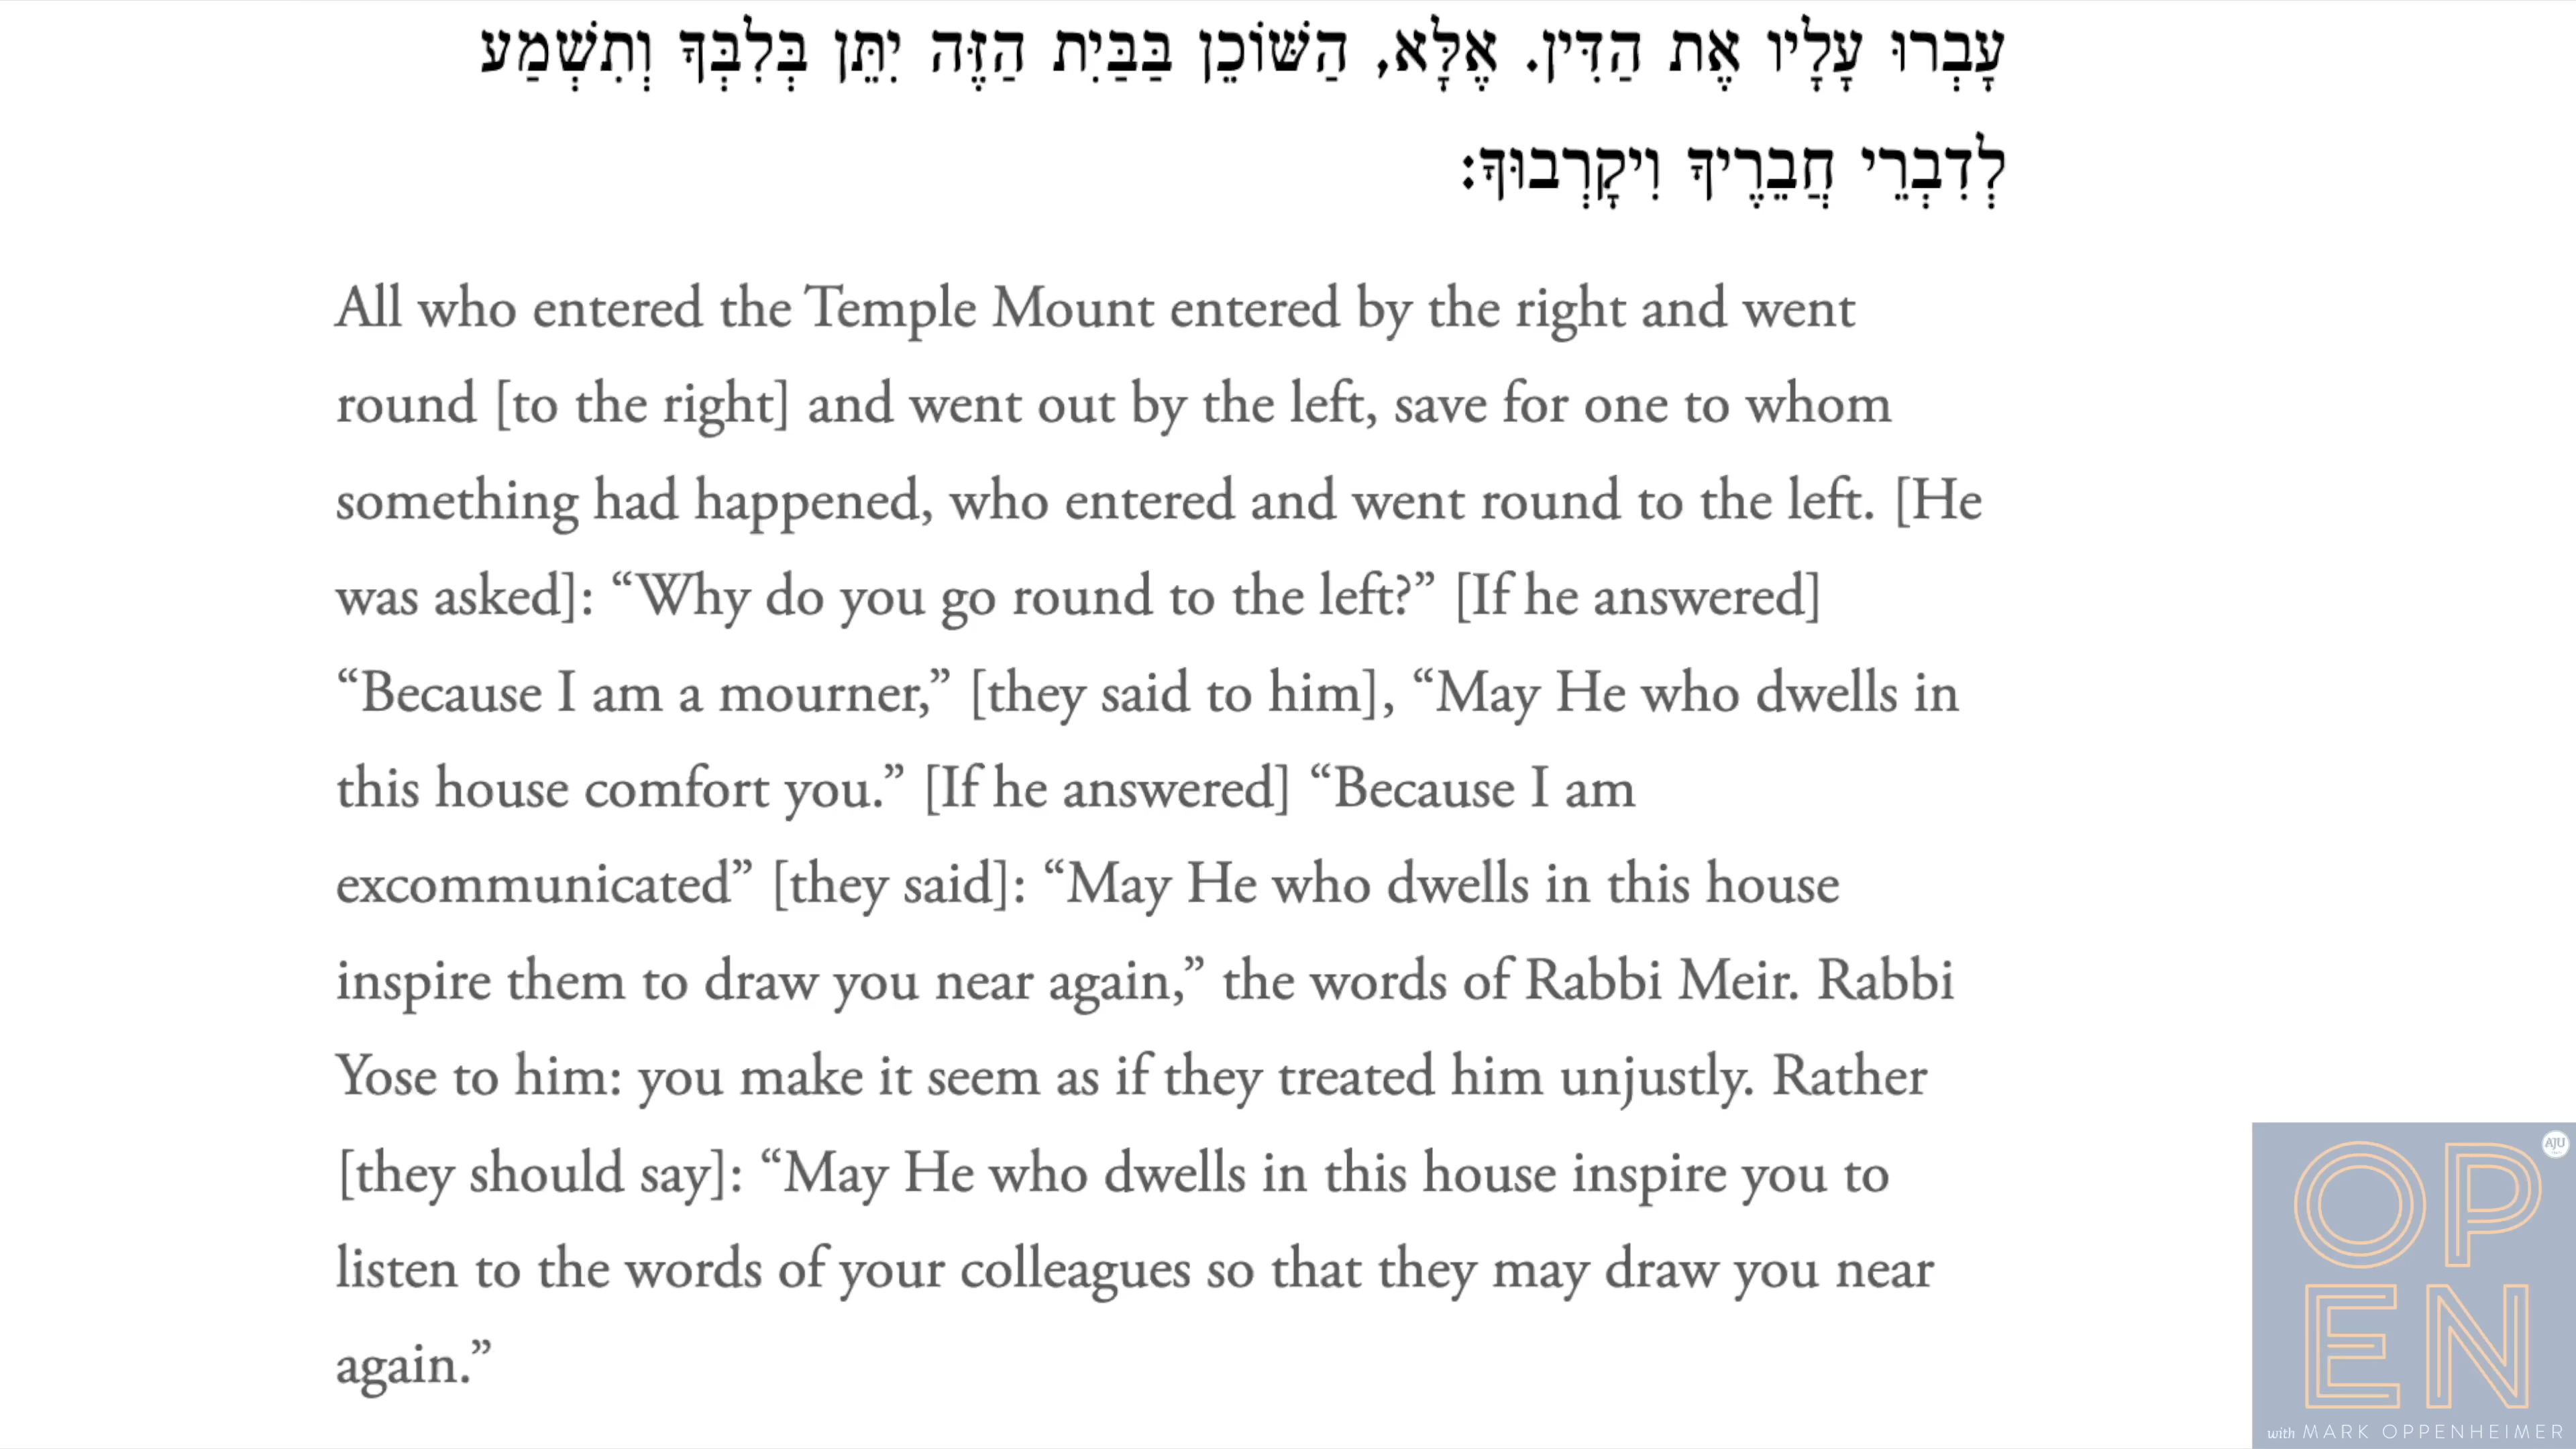 עָבְרוּ עָלָיו אֶת הַדִּין. אֶלָּא, הַשּׁוֹכֵן בַּבַּיִת הַזֶּה יִתֵּן בְּלִבְּךָ וְתִשְׁמַע
לְדִבְרֵי חֲבֵרֶיךָ וִיקָרְבוּךָ:
All who entered the Temple Mount entered by the right and went
round [to the right] and went out by the left, save for one to whom
something had happened, who entered and went round to the left. [He
was asked]: “Why do you go round to the left?” [If he answered]
“Because I am a mourner,” [they said to him], “May He who dwells in
this house comfort you.” [If he answered] “Because I am
excommunicated” [they said]: “May He who dwells in this house
inspire them to draw you near again,” the words of Rabbi Meir. Rabbi
Yose to him: you make it seem as if they treated him unjustly. Rather
[they should say]: “May He who dwells in this house inspire you to
listen to the words of your colleagues so that they may draw you near
again.”
AJU
OP
EN
with MARK OPPENHEIMER